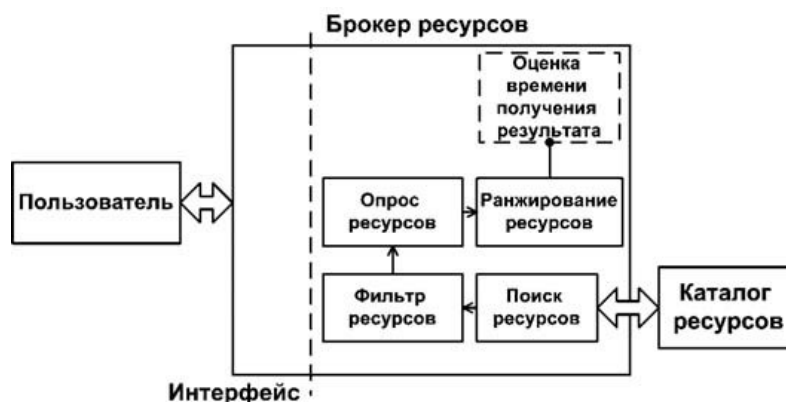 Брокер ресурсов
Оценка
времени
получения
результата
Пользователь
Опрос
ресурсов
Ранжирование
ресурсов
Фильтр
ресурсов
Поиск
ресурсов
Каталог
ресурсов
Интерфейс